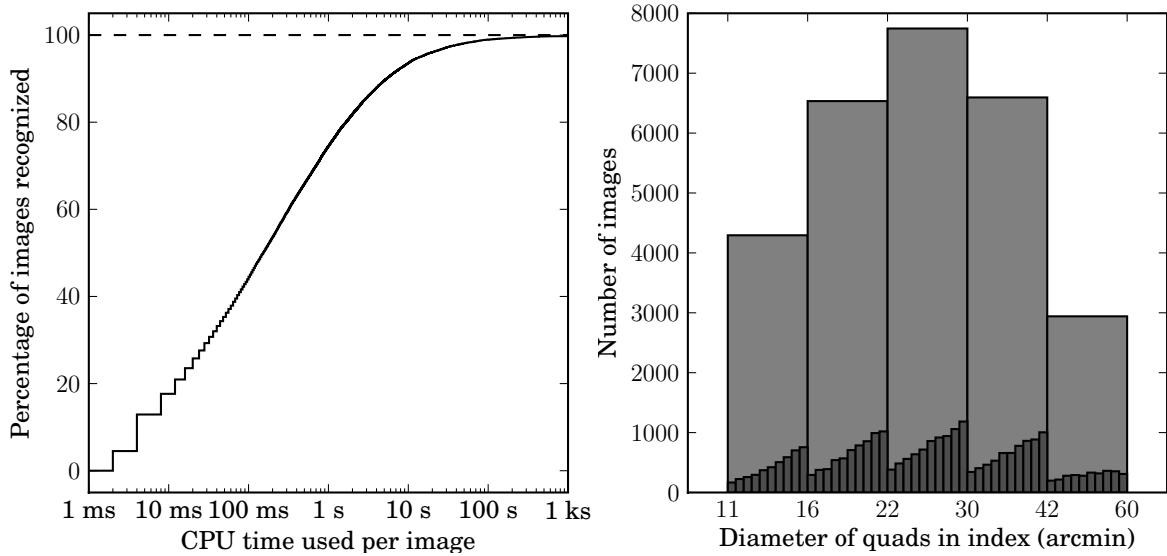 Percentage of images recognized
100
80
60
40
20
0
1 ms
10 ms
100 ms
1 s
10 s
100 s
1 ks
CPU time used per image
Number of images
8000
7000
6000
5000
4000
3000
2000
1000
0
11
16
22
30
42
60
Diameter of quads in index (arcmin)